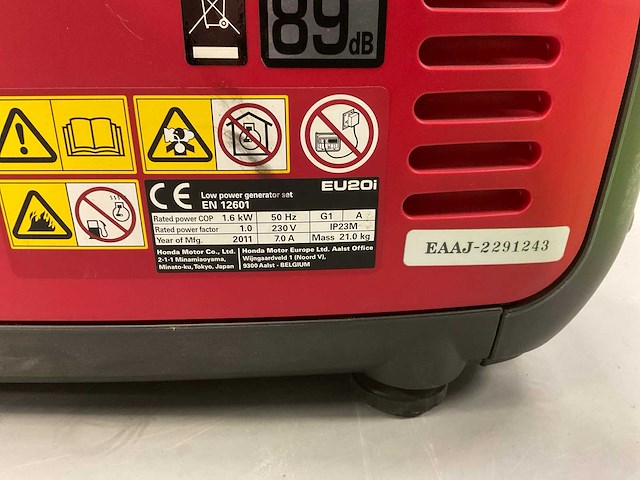 89 dB
EU20i
Low power generator set
EN 12601
Rated power COP 1.6 kW 50 Hz G1 A
Rated power factor 1.0 230 V IP23M
Year of Mfg. 2011 7.0 A Mass 21.0 kg
Honda Motor Co., Ltd.
2-1-1 Minamiaoyama,
Minato-ku, Tokyo, Japan
Honda Motor Europe Ltd. Aalst Office
Wijngaardveld 1 (Noord V),
9300 Aalst - BELGIUM
EAAJ-2291243